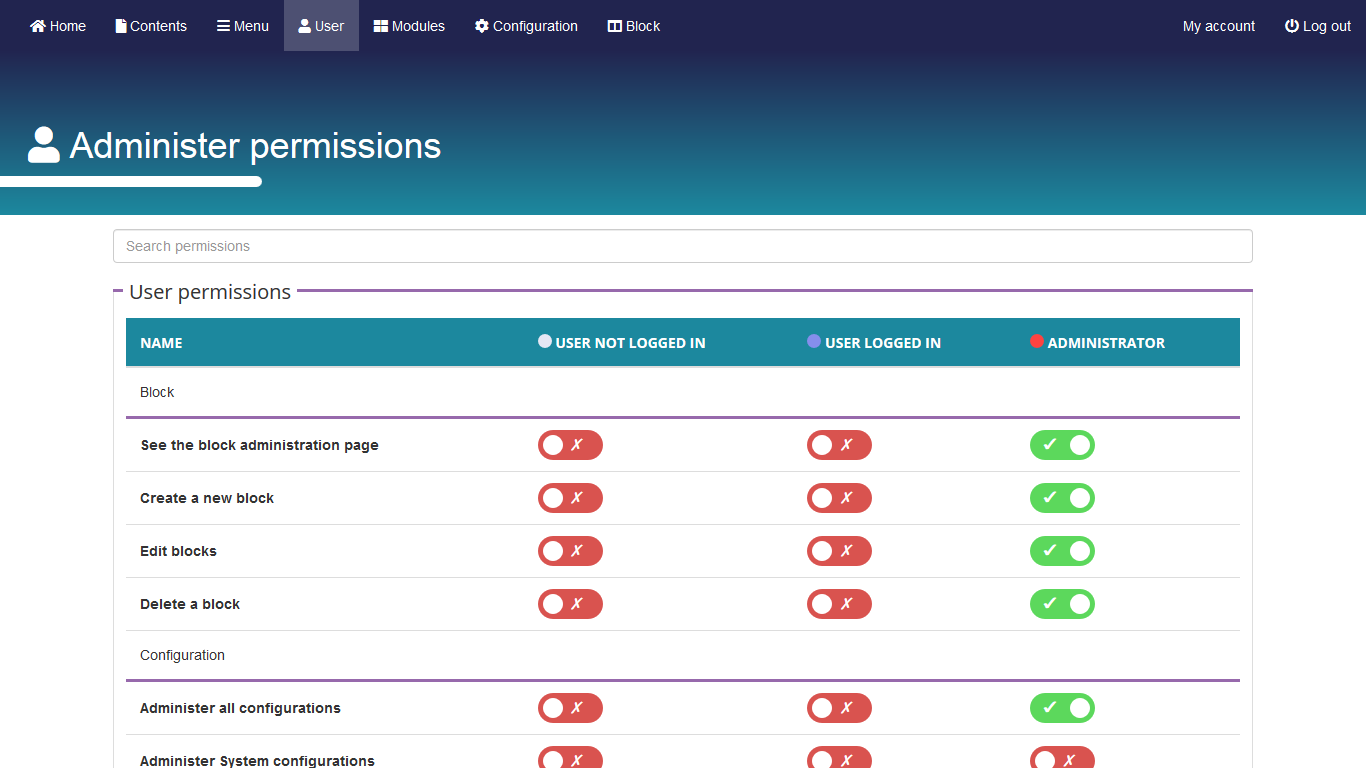 Home Contents Menu User Modules Configuration Block My account Log out
Administer permissions
Search permissions
User permissions
NAME USER NOT LOGGED IN USER LOGGED IN ADMINISTRATOR
Block
See the block administration page
Create a new block
Edit blocks
Delete a block
Configuration
Administer all configurations
Administer System configurations